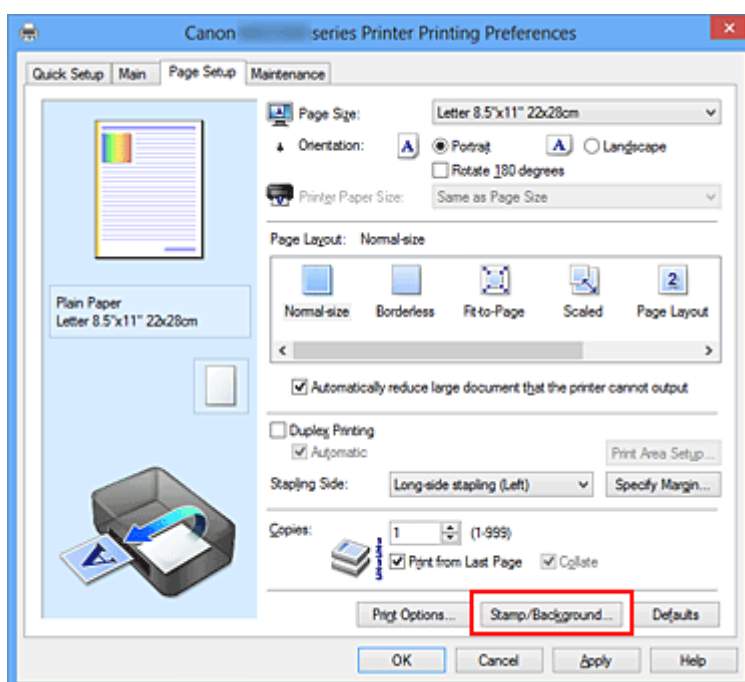 Canon series Printer Printing Preferences
Quick Setup Main Page Setup Maintenance
Page Size: Letter 8.5"x11" 22x28cm
Orientation: A Portrait A Landscape
Rotate 180 degrees
Printer Paper Size: Same as Page Size
Page Layout: Normal-size
Normal-size Borderless Fit-to-Page Scaled 2 Page Layout
Plain Paper
Letter 8.5"x11" 22x28cm
Automatically reduce large document that the printer cannot output
Duplex Printing
Automatic
Print Area Setup...
Stapling Side: Long-side stapling (Left) Specify Margin...
Copies: 1 (1-999)
Print from Last Page Collate
Print Options... Stamp/Background... Defaults
OK Cancel Apply Help